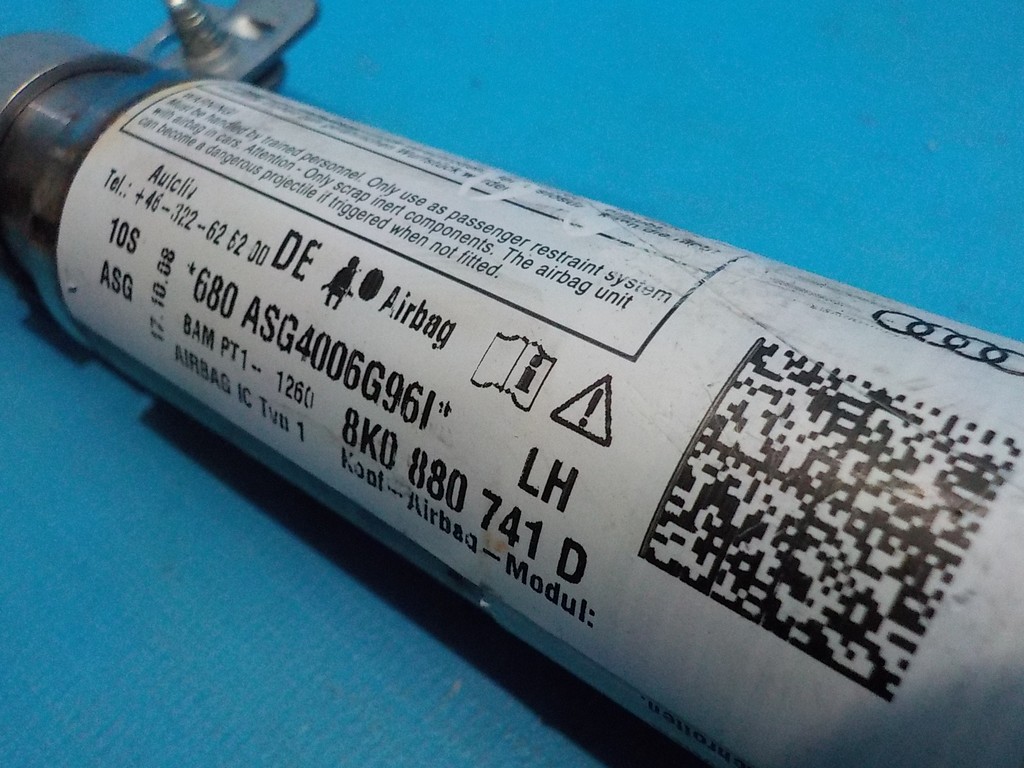 WARNING!
Must be handled by trained personnel. Only use as passenger restraint system
with airbag in cars. Attention - Only scrap inert components. The airbag unit
can become a dangerous projectile if triggered when not fitted.
Autoliv
Tel.: +46-322-62 62 00
DE
Airbag
10S
*680 ASG4006G96I*
LH
ASG
17.10.08
BAM PT1- 1260
8K0 880 741 D
AIRBAG IC Typ 1
Kopf-Airbag-Modul: